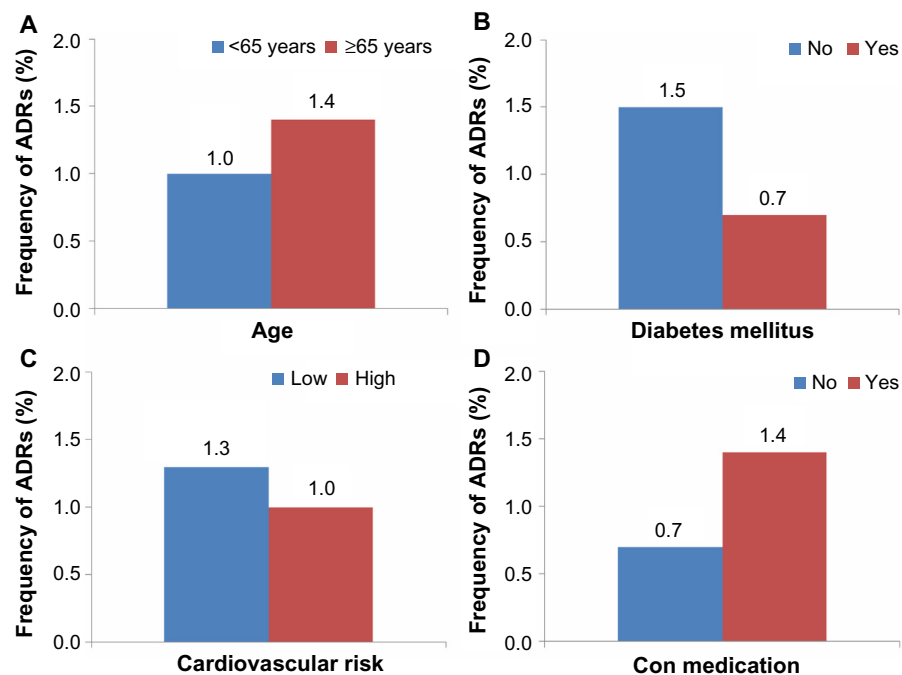 A
Frequency of ADRs (%)
<65 years ≥65 years
2.0
1.5
1.0
0.5
0.0
1.0
1.4
Age
B
Frequency of ADRs (%)
No Yes
2.0
1.5
1.0
0.5
0.0
1.5
0.7
Diabetes mellitus
C
Frequency of ADRs (%)
Low High
2.0
1.5
1.0
0.5
0.0
1.3
1.0
Cardiovascular risk
D
Frequency of ADRs (%)
No Yes
2.0
1.5
1.0
0.5
0.0
0.7
1.4
Con medication